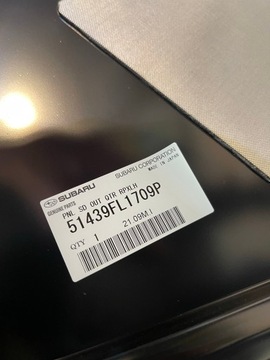 SUBARU
GENUINE PARTS
SUBARU CORPORATION
MADE IN JAPAN
PNL SD OUT QTR RPXLH
51439FL1709P
QTY 1 21.09M.I